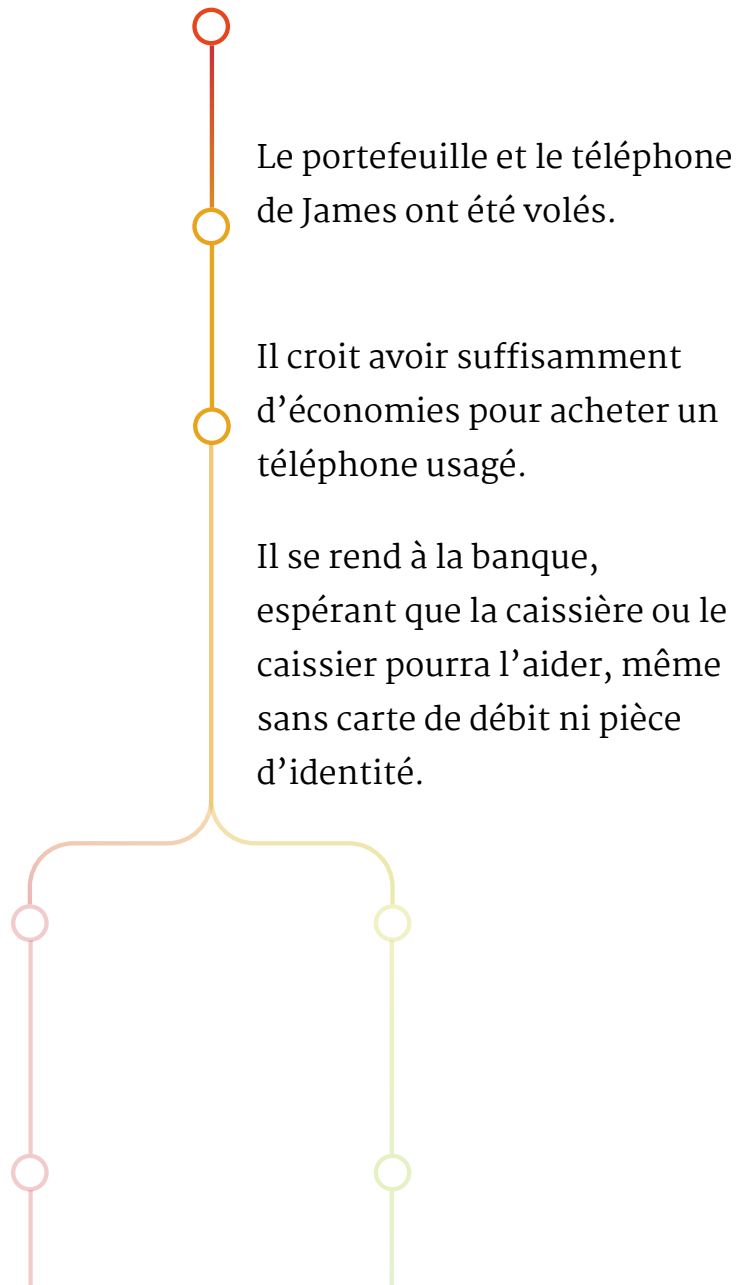 Le portefeuille et le téléphone
de James ont été volés.
Il croit avoir suffisamment
d’économies pour acheter un
téléphone usagé.
Il se rend à la banque,
espérant que la caissière ou le
caissier pourra l’aider, même
sans carte de débit ni pièce
d’identité.